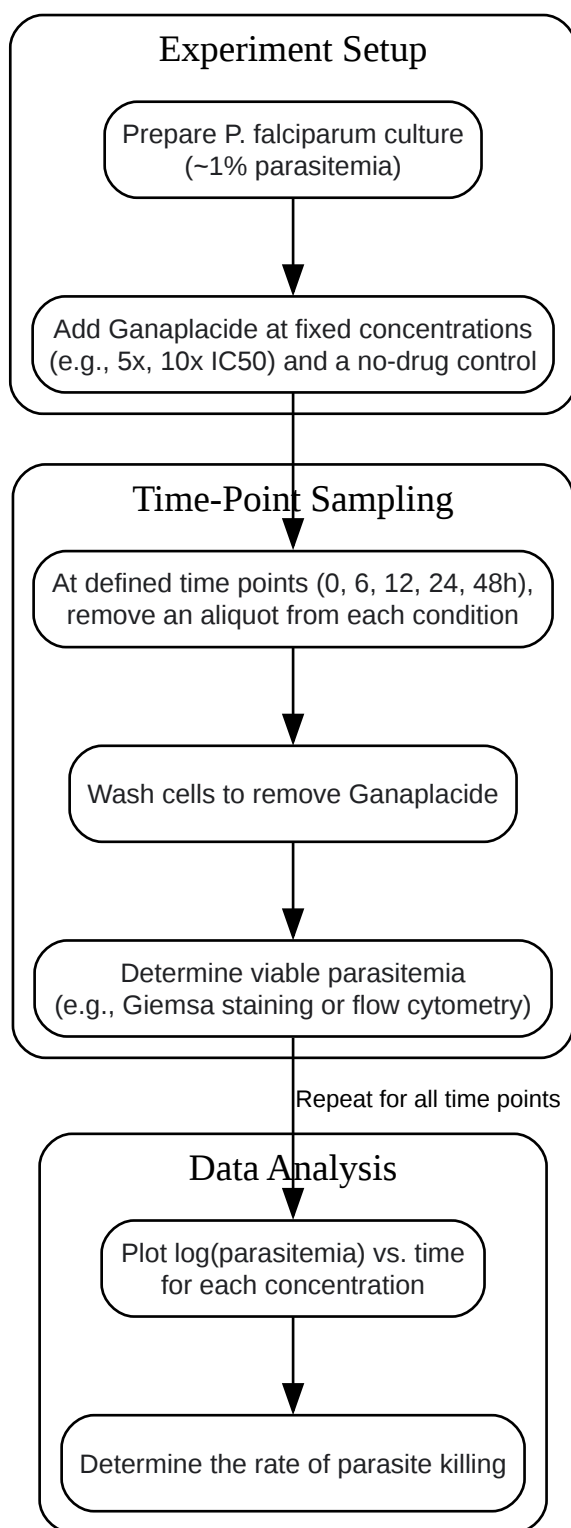 Experiment Setup
Prepare P. falciparum culture
(~1% parasitemia)
Add Ganaplacide at fixed concentrations
(e.g., 5x, 10x IC50) and a no-drug control
Time-Point Sampling
At defined time points (0, 6, 12, 24, 48h),
remove an aliquot from each condition
Wash cells to remove Ganaplacide
Determine viable parasitemia
(e.g., Giemsa staining or flow cytometry)
Repeat for all time points
Data Analysis
Plot log(parasitemia) vs. time
for each concentration
Determine the rate of parasite killing